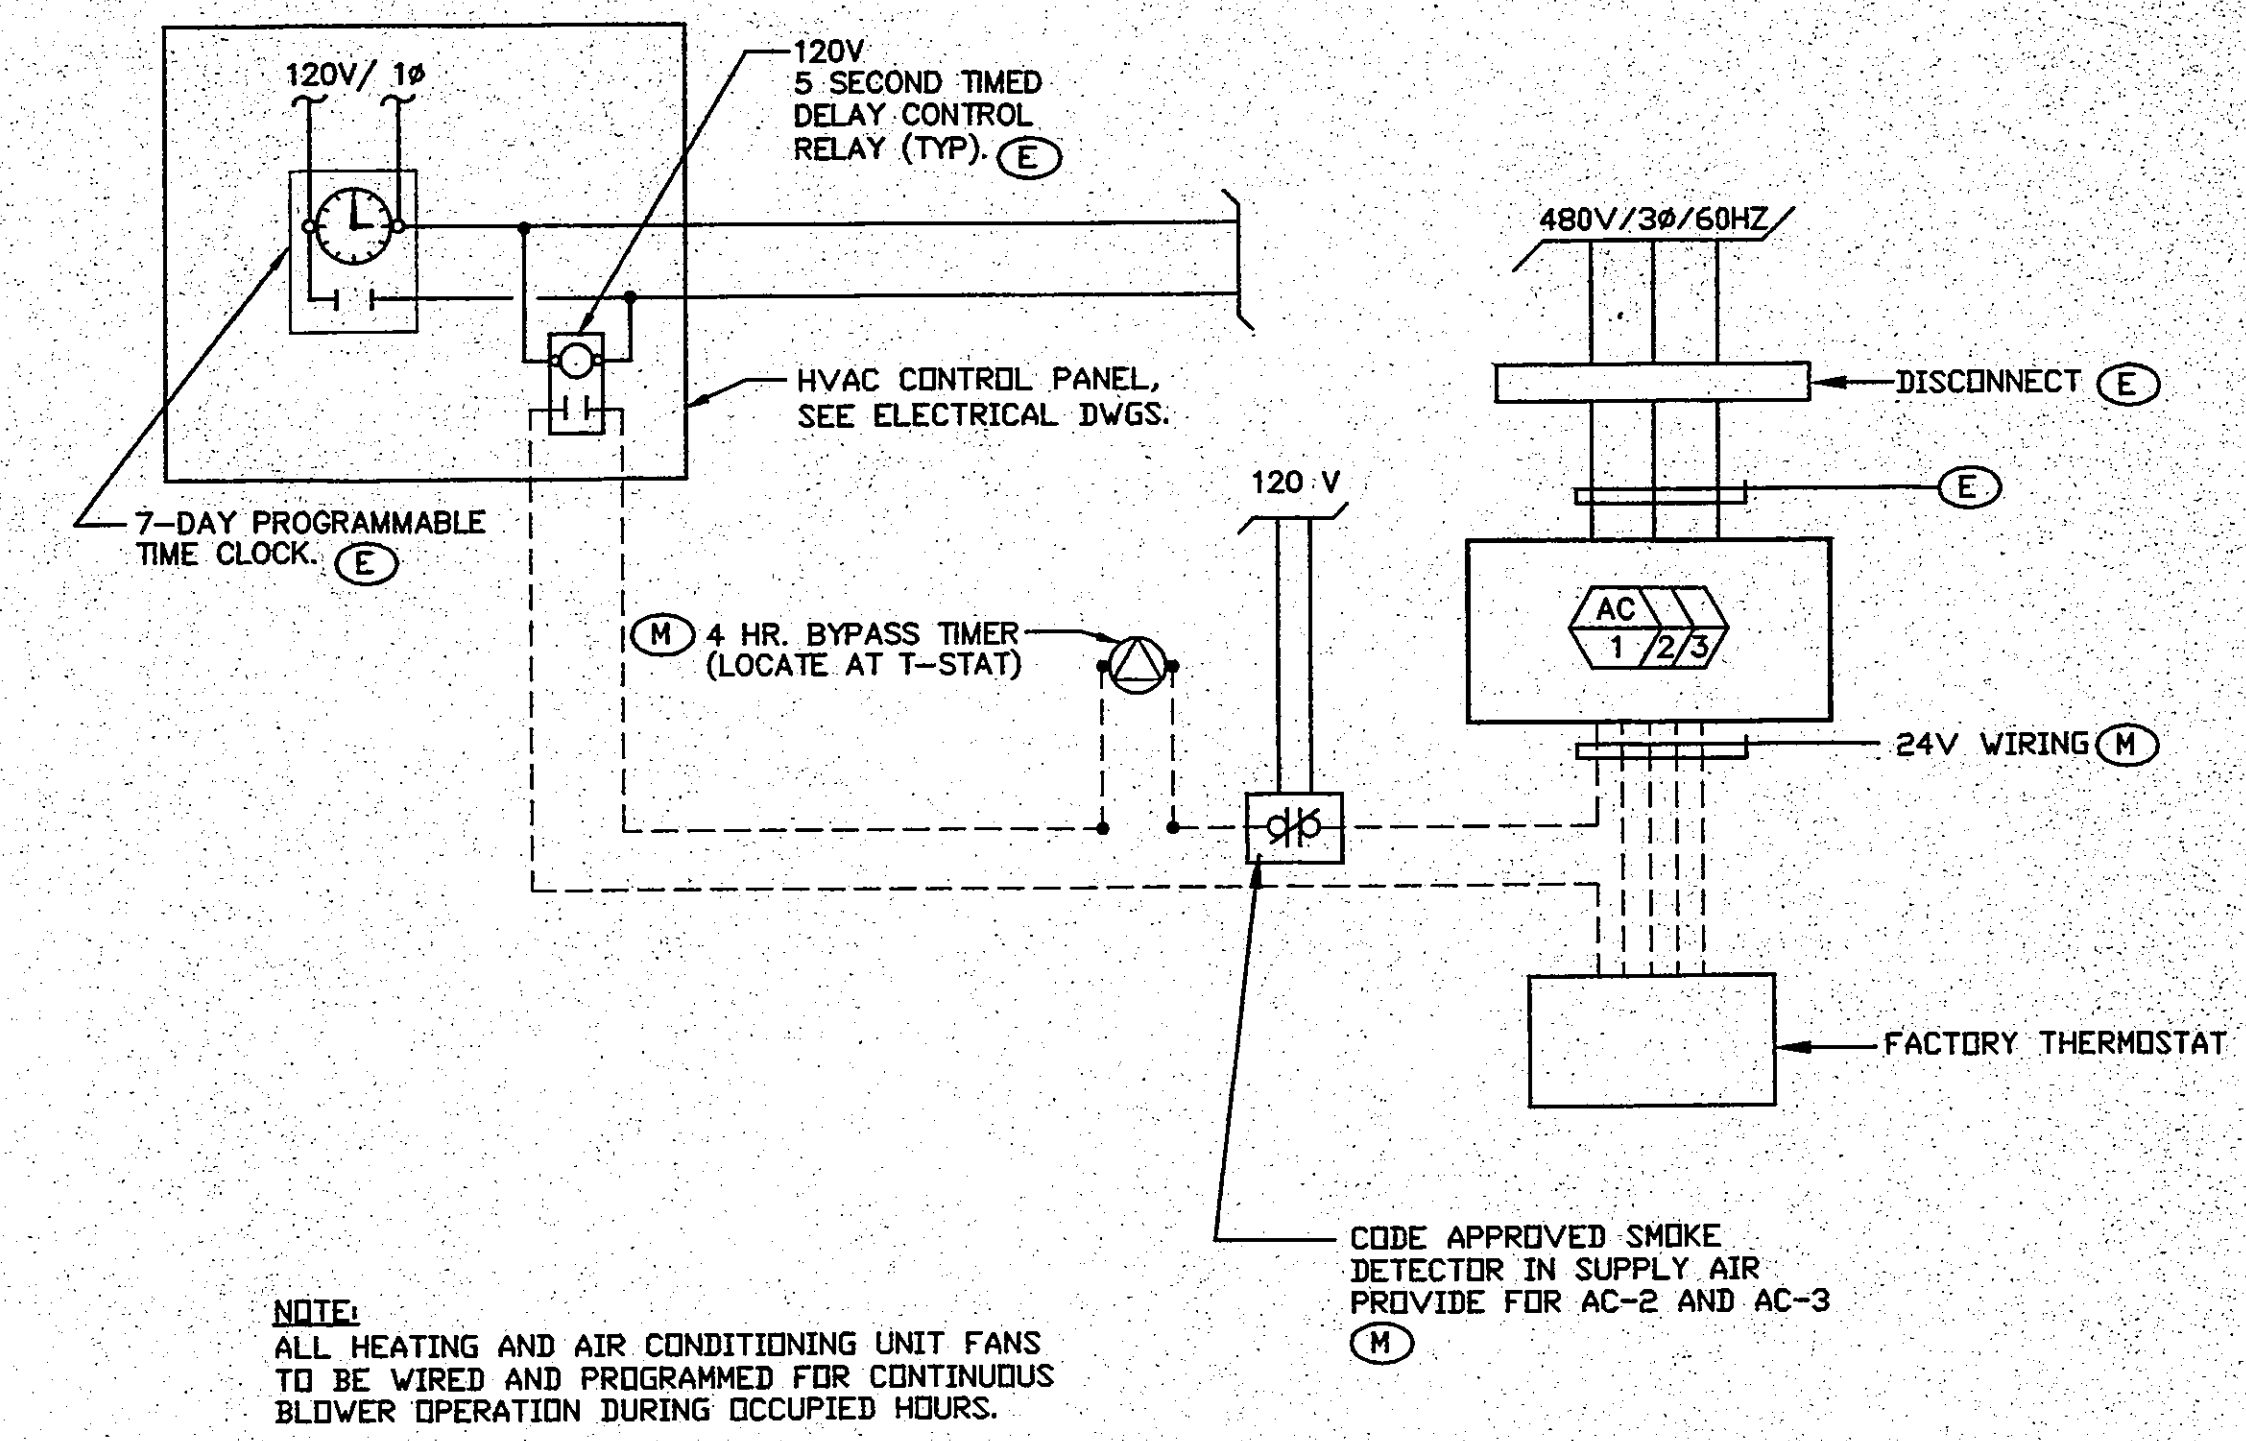 120V/ 1ø
120V
5 SECOND TIMED
DELAY CONTROL
RELAY (TYP). E
480V/3ø/60HZ
HVAC CONTROL PANEL,
SEE ELECTRICAL DWGS.
DISCONNECT E
120 V
E
7-DAY PROGRAMMABLE
TIME CLOCK. E
AC
1 2 3
M 4 HR. BYPASS TIMER
(LOCATE AT T-STAT)
24V WIRING M
FACTORY THERMOSTAT
CODE APPROVED SMOKE
DETECTOR IN SUPPLY AIR
PROVIDE FOR AC-2 AND AC-3
M
NOTE:
ALL HEATING AND AIR CONDITIONING UNIT FANS
TO BE WIRED AND PROGRAMMED FOR CONTINUOUS
BLOWER OPERATION DURING OCCUPIED HOURS.